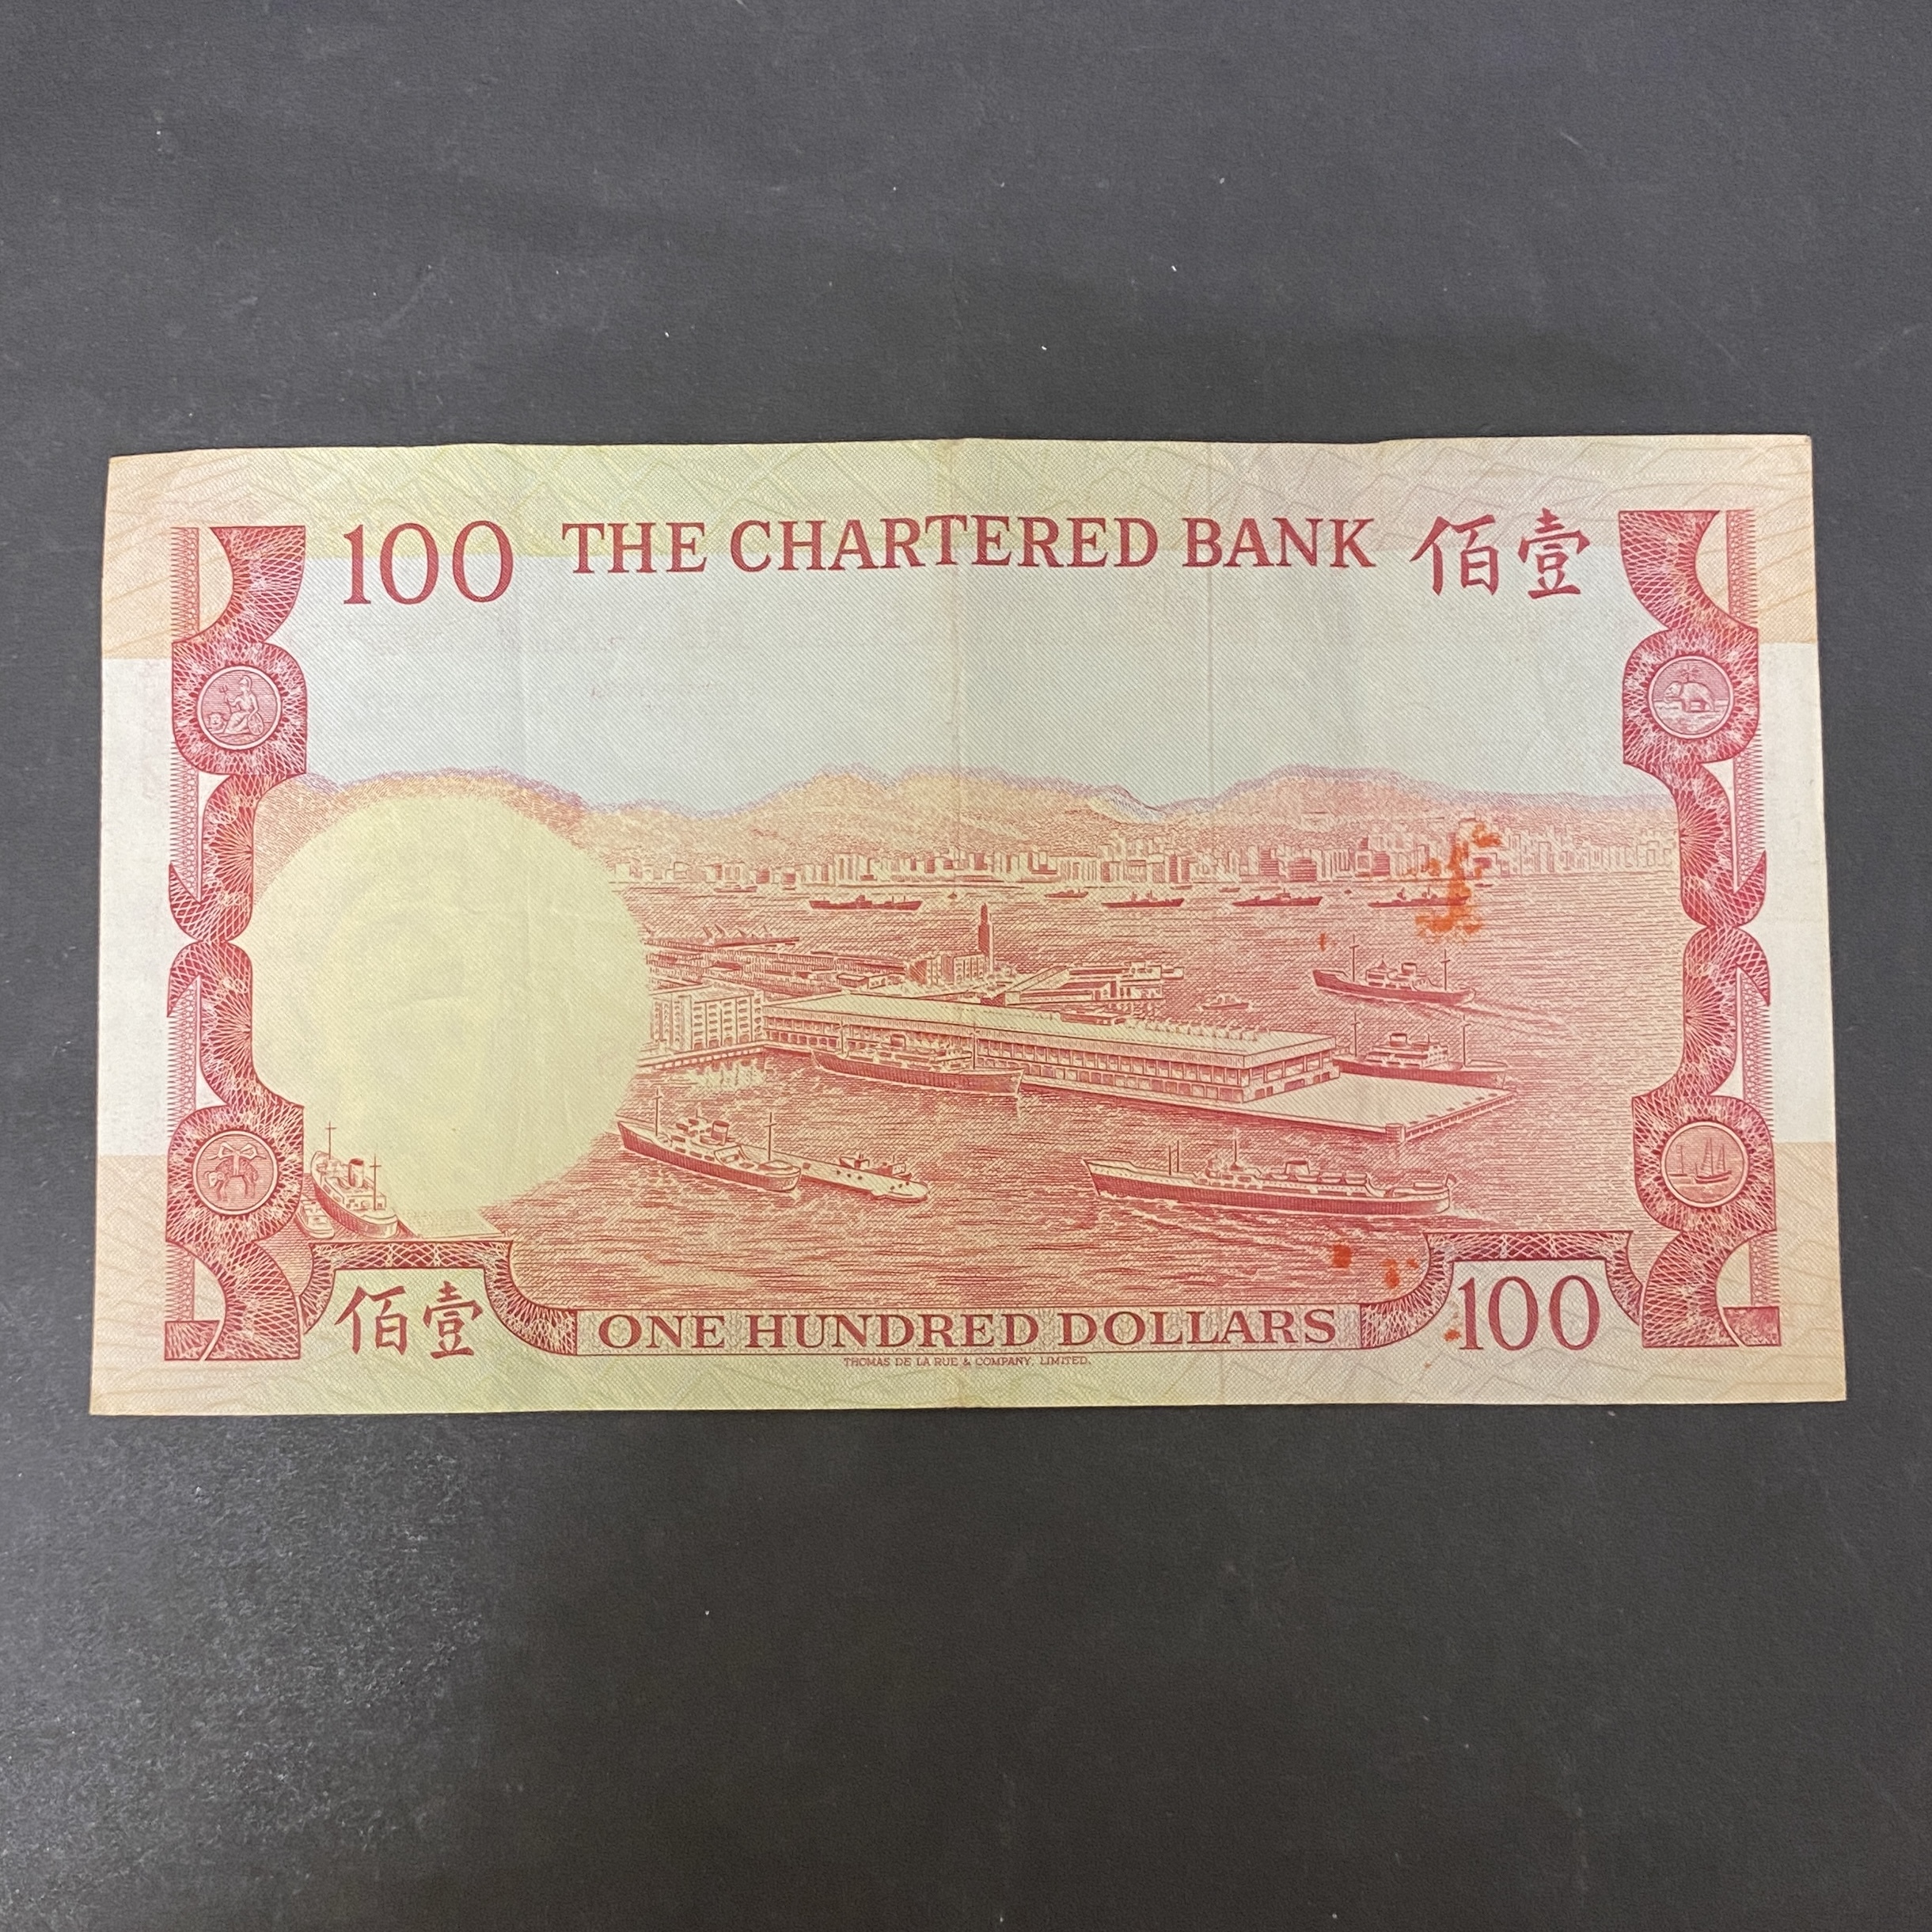 100 THE CHARTERED BANK 佰壹
佰壹 ONE HUNDRED DOLLARS 100
THOMAS DE LA RUE & COMPANY, LIMITED.